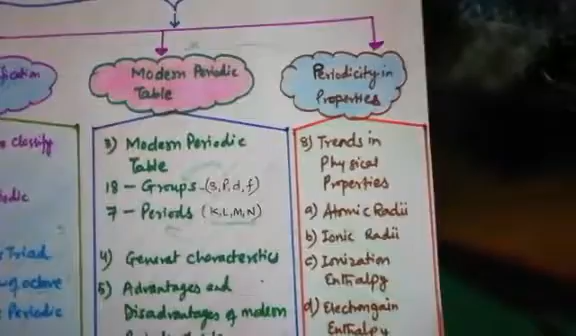 Modern Periodic
Table
Periodicity in
Properties
classify
Triad
of octave
Periodic
3) Modern Periodic
Table
18 - Groups - (s, P, d, f)
7 - Periods (K, L, M, N)
4) General characteristics
5) Advantages and
Disadvantages of modern
8) Trends in
Physical
Properties
a) Atomic Radii
b) Ionic Radii
c) Ionization
Enthalpy
d) Electrongain
Enthalpy